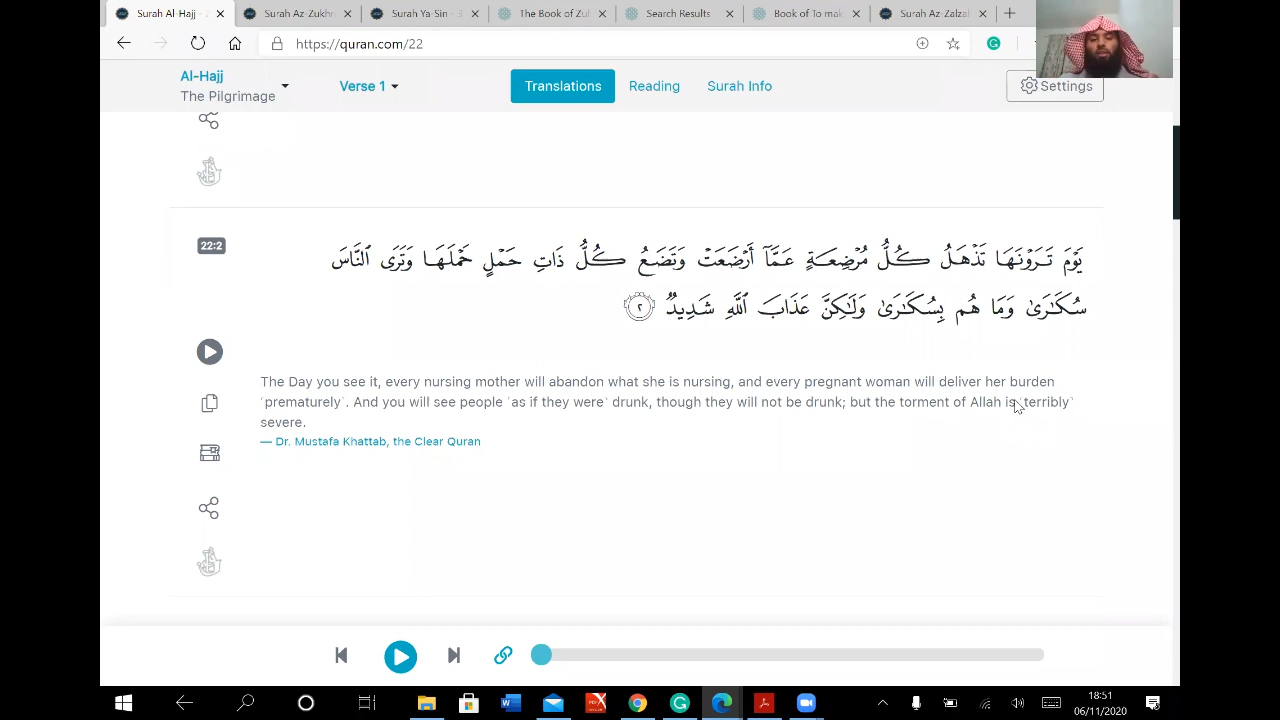 Surah Al-Hajj -
Surah Az-Zukhr
Surah Ya-Sin - 3
The Book of Zul
Search Results
Book of To mak
Surah Az-Zalzal
https://quran.com/22
Al-Hajj
The Pilgrimage
Verse 1
Translations
Reading
Surah Info
Settings
22:2
يَوْمَ تَرَوْنَهَا تَذْهَلُ كُلُّ مُرْضِعَةٍ عَمَّآ أَرْضَعَتْ وَتَضَعُ كُلُّ ذَاتِ حَمْلٍ حَمْلَهَا وَتَرَى ٱلنَّاسَ
سُكَـٰرَىٰ وَمَا هُم بِسُكَـٰرَىٰ وَلَـٰكِنَّ عَذَابَ ٱللَّهِ شَدِيدٌ ٢
The Day you see it, every nursing mother will abandon what she is nursing, and every pregnant woman will deliver her burden
˹prematurely˺. And you will see people ˹as if they were˺ drunk, though they will not be drunk; but the torment of Allah is ˹terribly˺
severe.
— Dr. Mustafa Khattab, the Clear Quran
18:51
06/11/2020